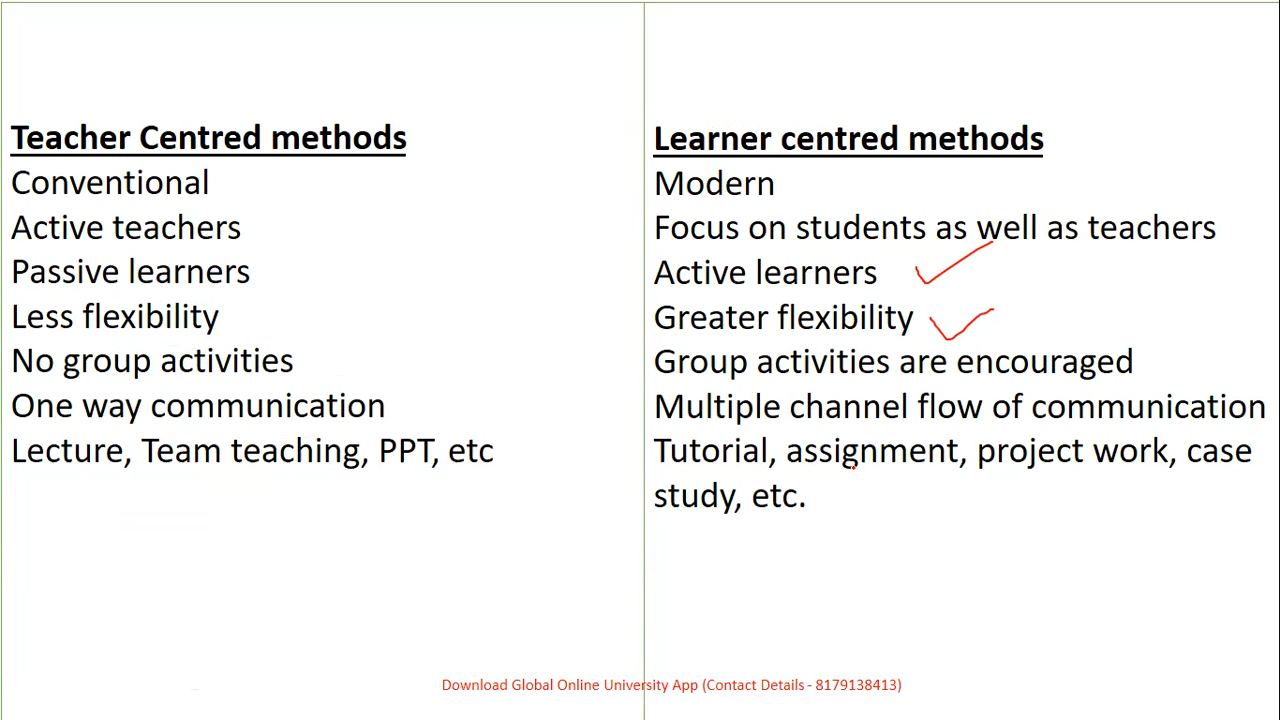 Teacher Centred methods
Conventional
Active teachers
Passive learners
Less flexibility
No group activities
One way communication
Lecture, Team teaching, PPT, etc
Learner centred methods
Modern
Focus on students as well as teachers
Active learners
Greater flexibility
Group activities are encouraged
Multiple channel flow of communication
Tutorial, assignment, project work, case
study, etc.
Download Global Online University App (Contact Details - 8179138413)